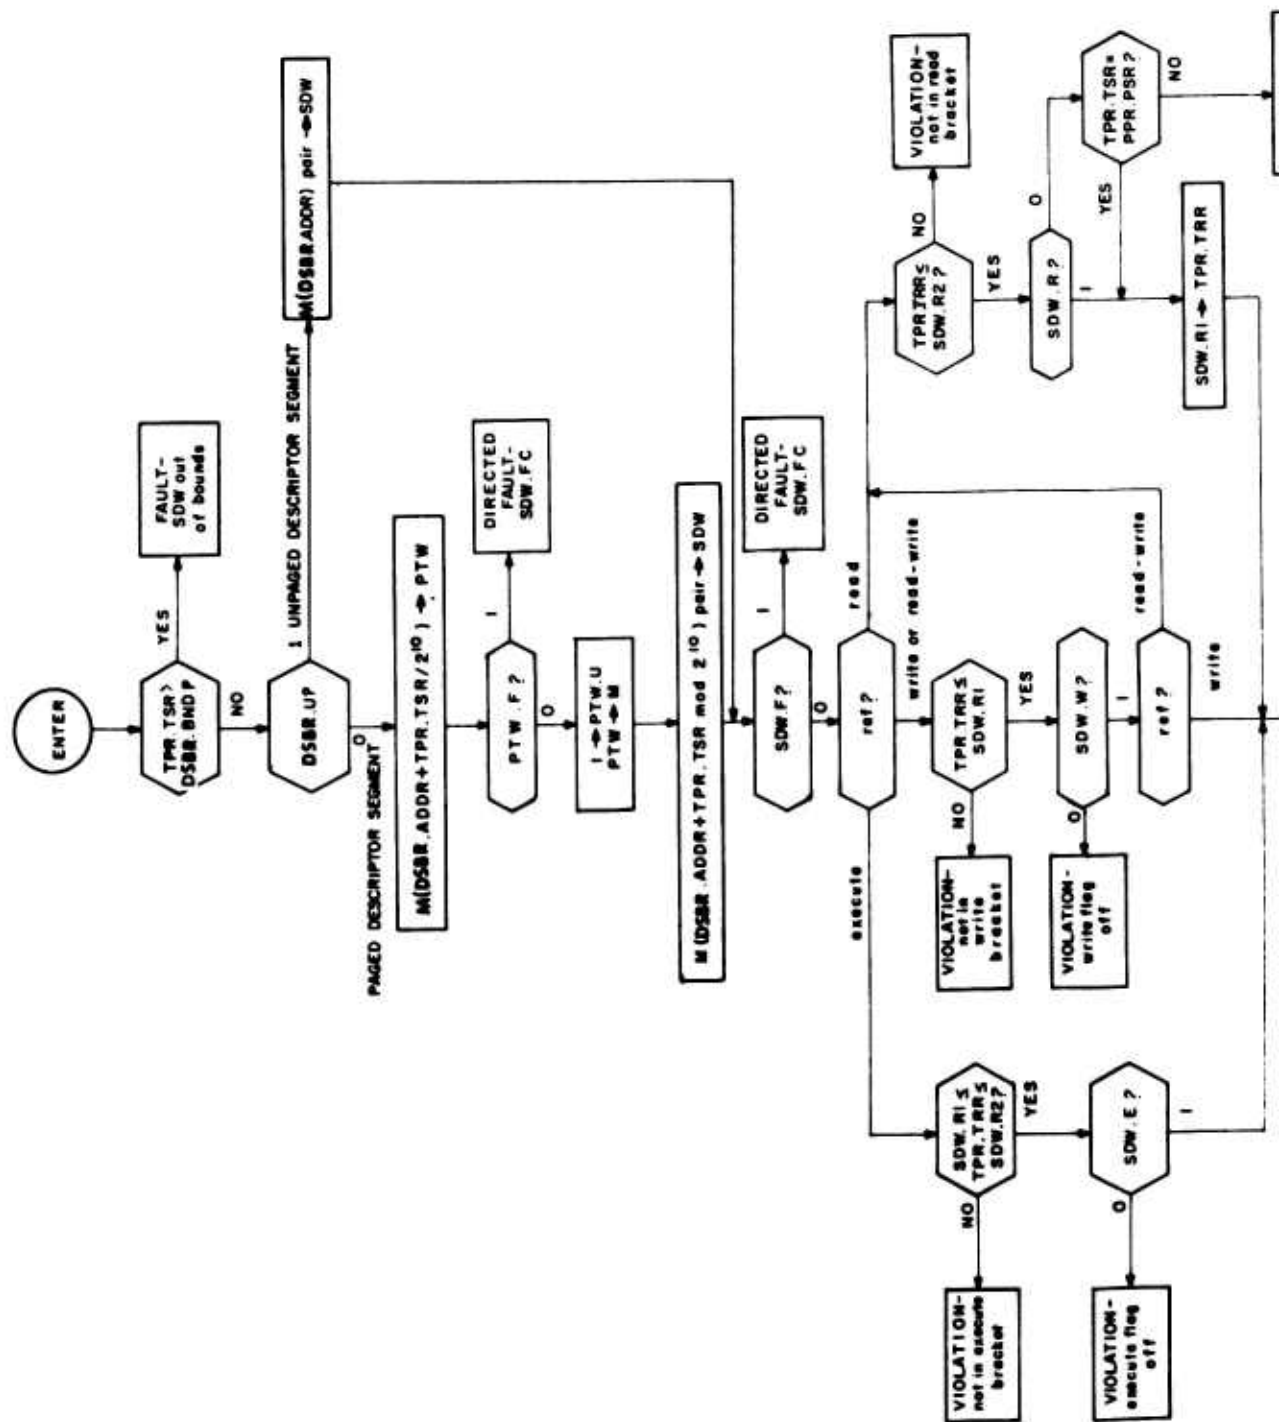 ENTER
TPR.TSR>
DSBR.BND?
YES
FAULT-
SDW out
of bounds
NO
DSBR.UP
1 UNPAGED DESCRIPTOR SEGMENT
M(DSBR.ADDR) pair → SDW
0
PAGED DESCRIPTOR SEGMENT
M(DSBR.ADDR+TPR.TSR/2^10) → PTW
PTW.F?
1
DIRECTED
FAULT-
SDW.FC
0
1 → PTW.U
PTW → M
M(DSBR.ADDR+TPR.TSR mod 2^10) pair → SDW
SDW.F?
1
DIRECTED
FAULT-
SDW.FC
0
ref?
execute
write or read-write
read
SDW.R1 ≤
TPR.TRR ≤
SDW.R2?
NO
VIOLATION-
not in execute
bracket
YES
SDW.E?
0
VIOLATION-
execute flag
off
1
TPR.TRR ≤
SDW.R1
NO
VIOLATION-
not in
write
bracket
YES
SDW.W?
0
VIOLATION-
write flag
off
1
ref?
read-write
write
TPR.TRR ≤
SDW.R2?
NO
VIOLATION-
not in read
bracket
YES
SDW.R?
0
1
TPR.TSR=
PPR.PSR?
YES
NO
SDW.R1 → TPR.TRR